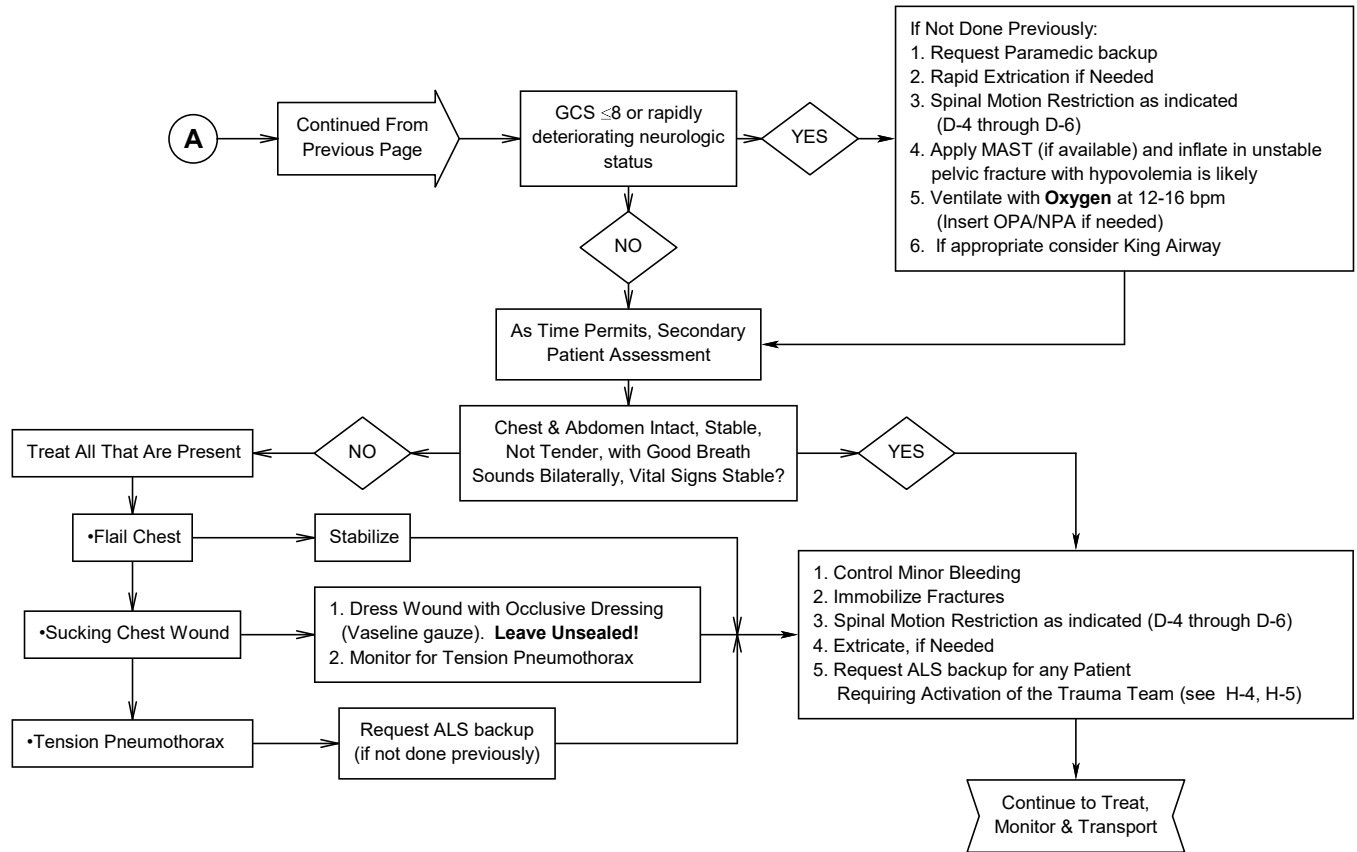 A
Continued From
Previous Page
GCS ≤8 or rapidly
deteriorating neurologic
status
YES
If Not Done Previously:
1. Request Paramedic backup
2. Rapid Extrication if Needed
3. Spinal Motion Restriction as indicated
(D-4 through D-6)
4. Apply MAST (if available) and inflate in unstable
pelvic fracture with hypovolemia is likely
5. Ventilate with Oxygen at 12-16 bpm
(Insert OPA/NPA if needed)
6. If appropriate consider King Airway
NO
As Time Permits, Secondary
Patient Assessment
Chest & Abdomen Intact, Stable,
Not Tender, with Good Breath
Sounds Bilaterally, Vital Signs Stable?
NO
YES
Treat All That Are Present
•Flail Chest
Stabilize
•Sucking Chest Wound
1. Dress Wound with Occlusive Dressing
(Vaseline gauze). Leave Unsealed!
2. Monitor for Tension Pneumothorax
•Tension Pneumothorax
Request ALS backup
(if not done previously)
1. Control Minor Bleeding
2. Immobilize Fractures
3. Spinal Motion Restriction as indicated (D-4 through D-6)
4. Extricate, if Needed
5. Request ALS backup for any Patient
Requiring Activation of the Trauma Team (see H-4, H-5)
Continue to Treat,
Monitor & Transport